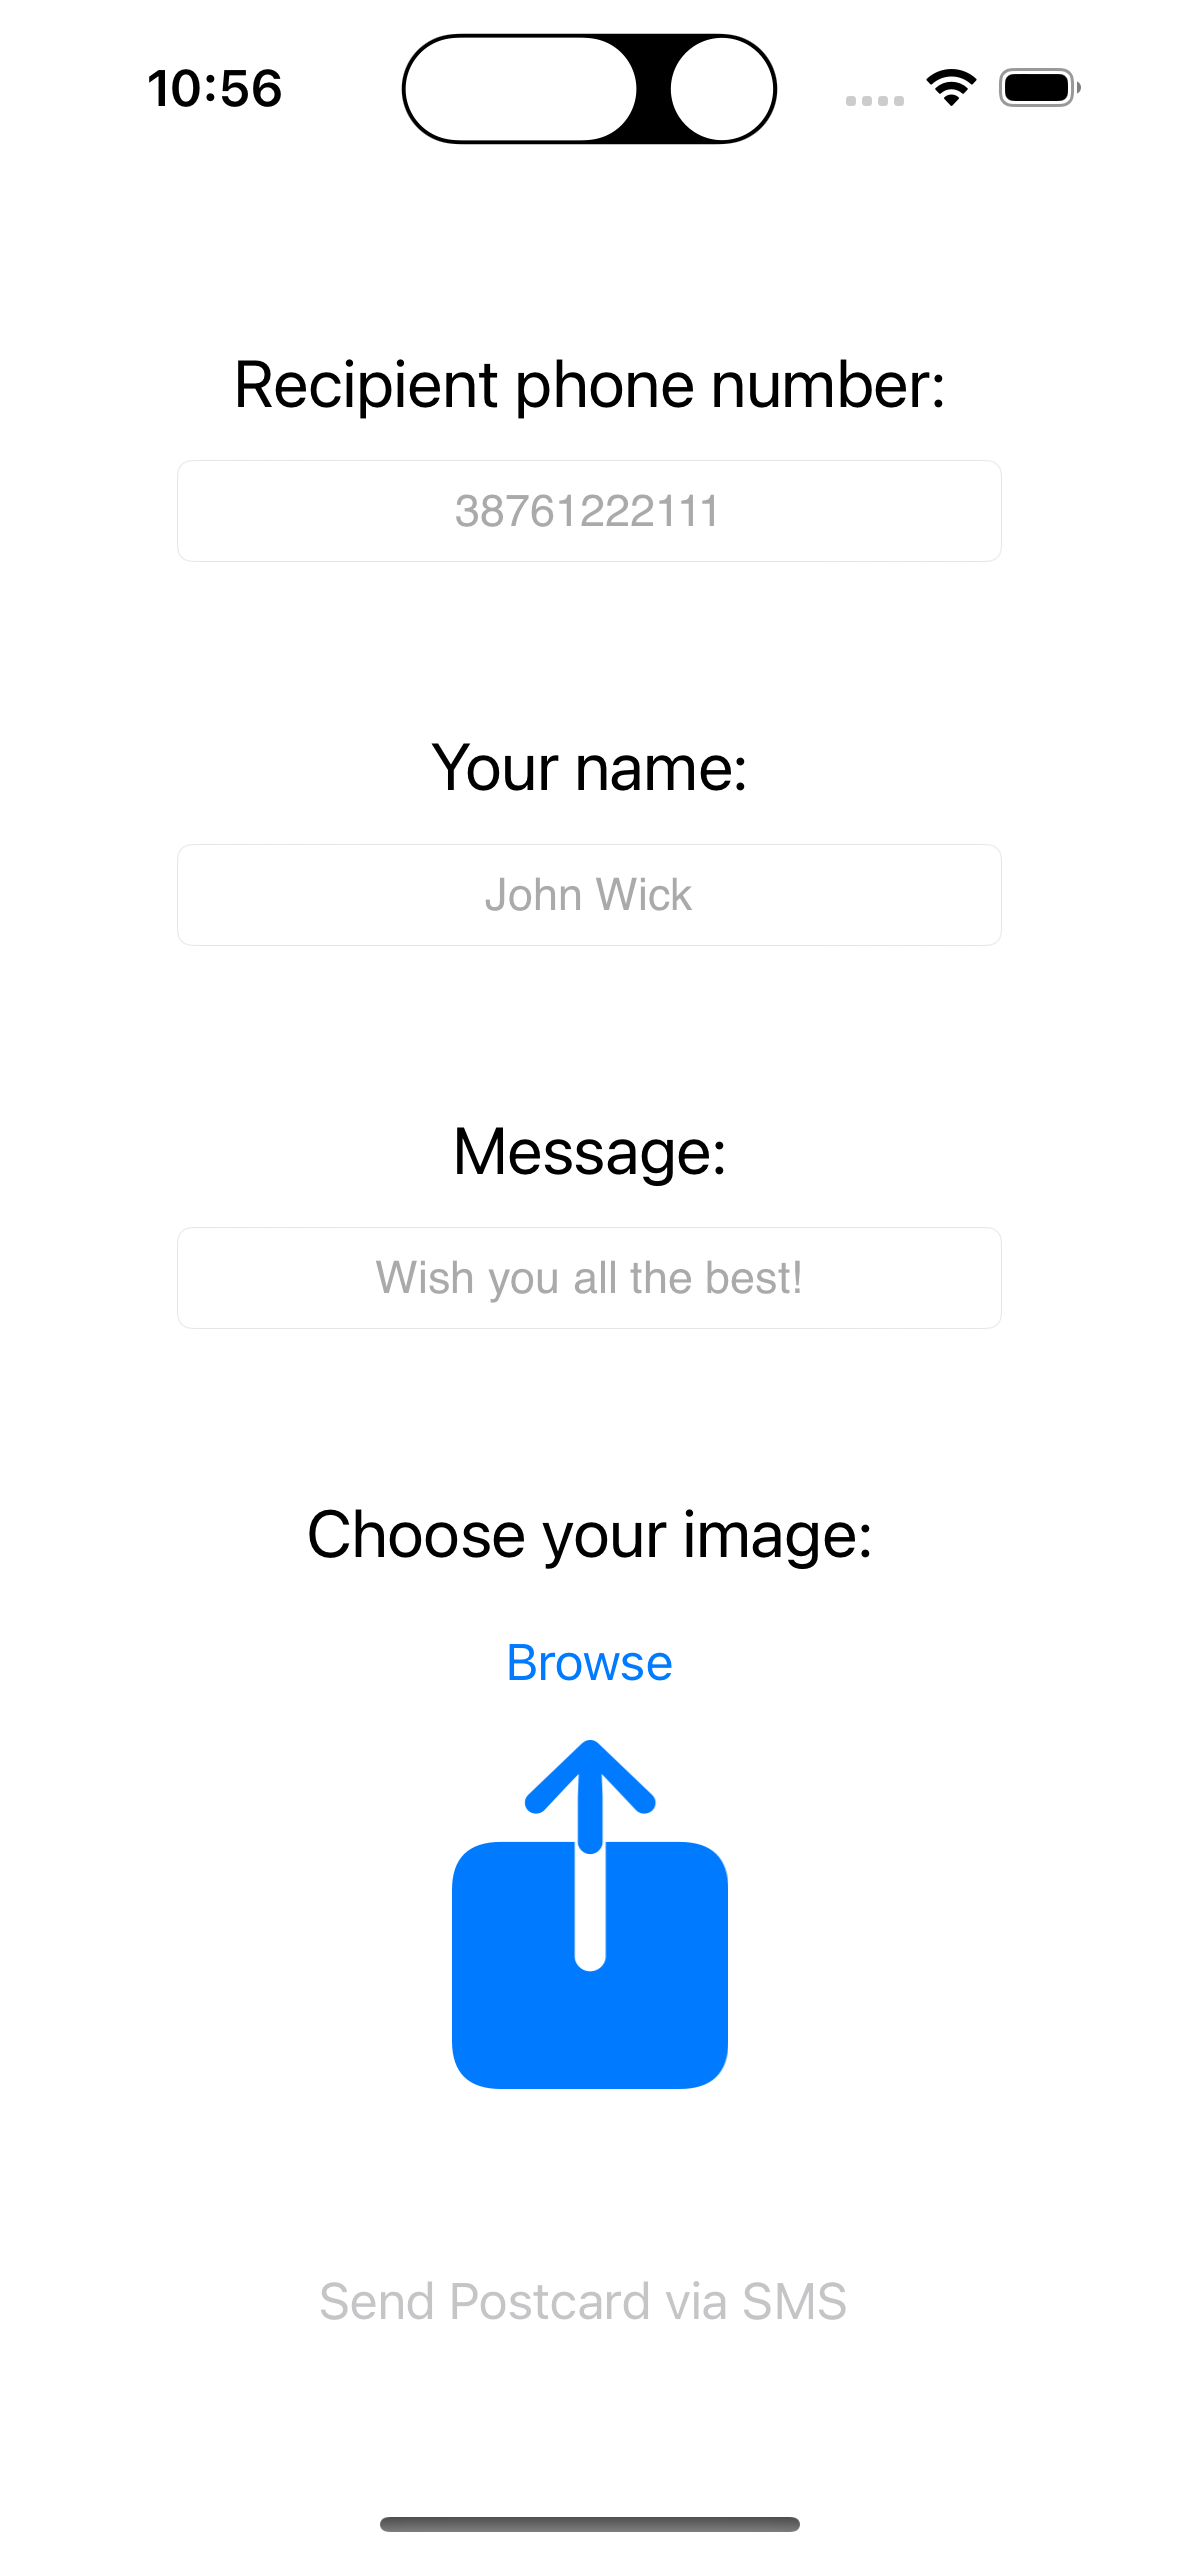 10:56
Recipient phone number:
38761222111
Your name:
John Wick
Message:
Wish you all the best!
Choose your image:
Browse
Send Postcard via SMS